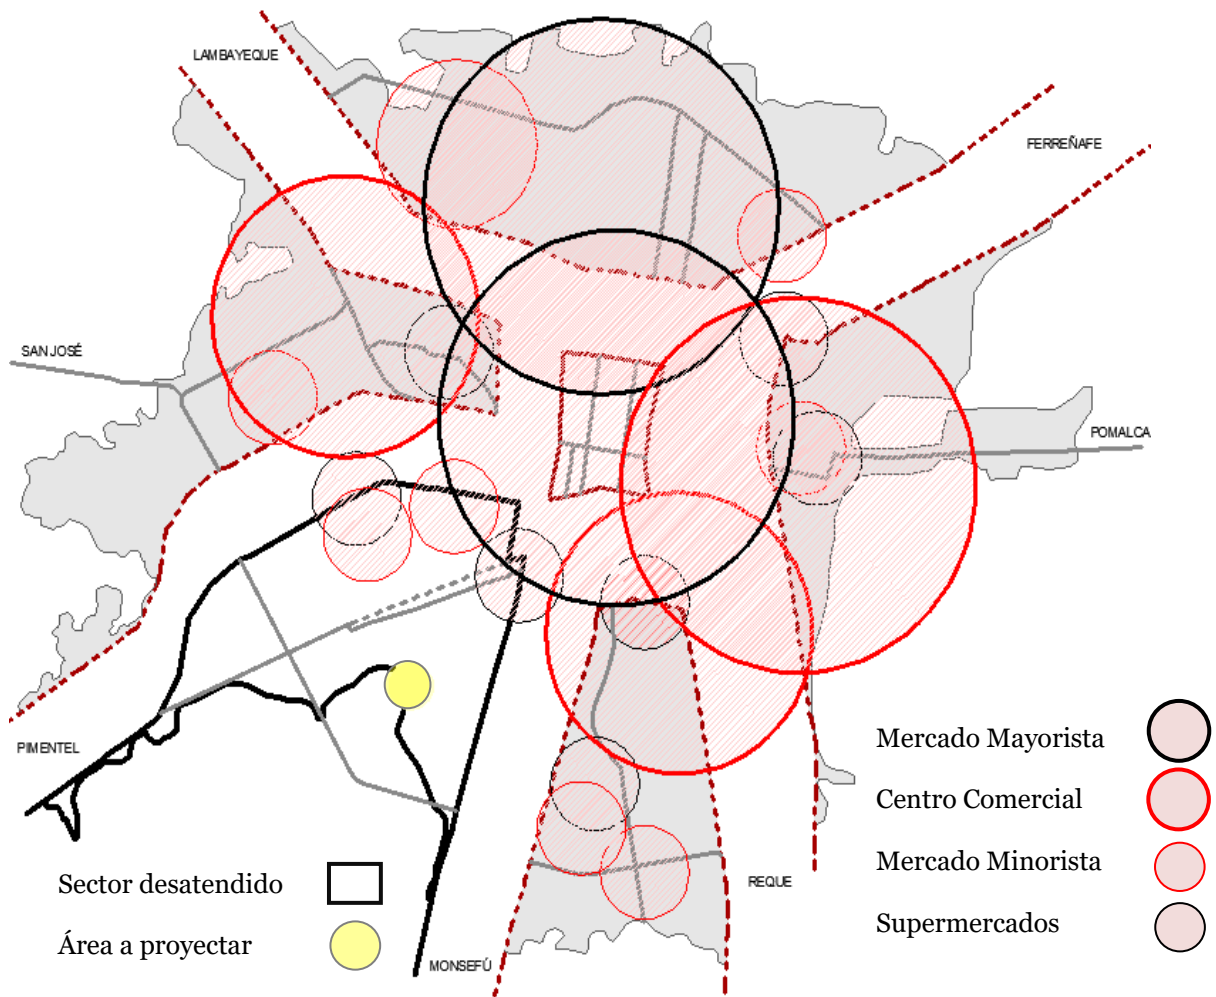 LAMBAYEQUE
FERREÑAFE
SAN JOSÉ
POMALCA
PIMENTEL
Mercado Mayorista
Centro Comercial
Mercado Minorista
Supermercados
REQUE
Sector desatendido
Área a proyectar
MONSEFÚ